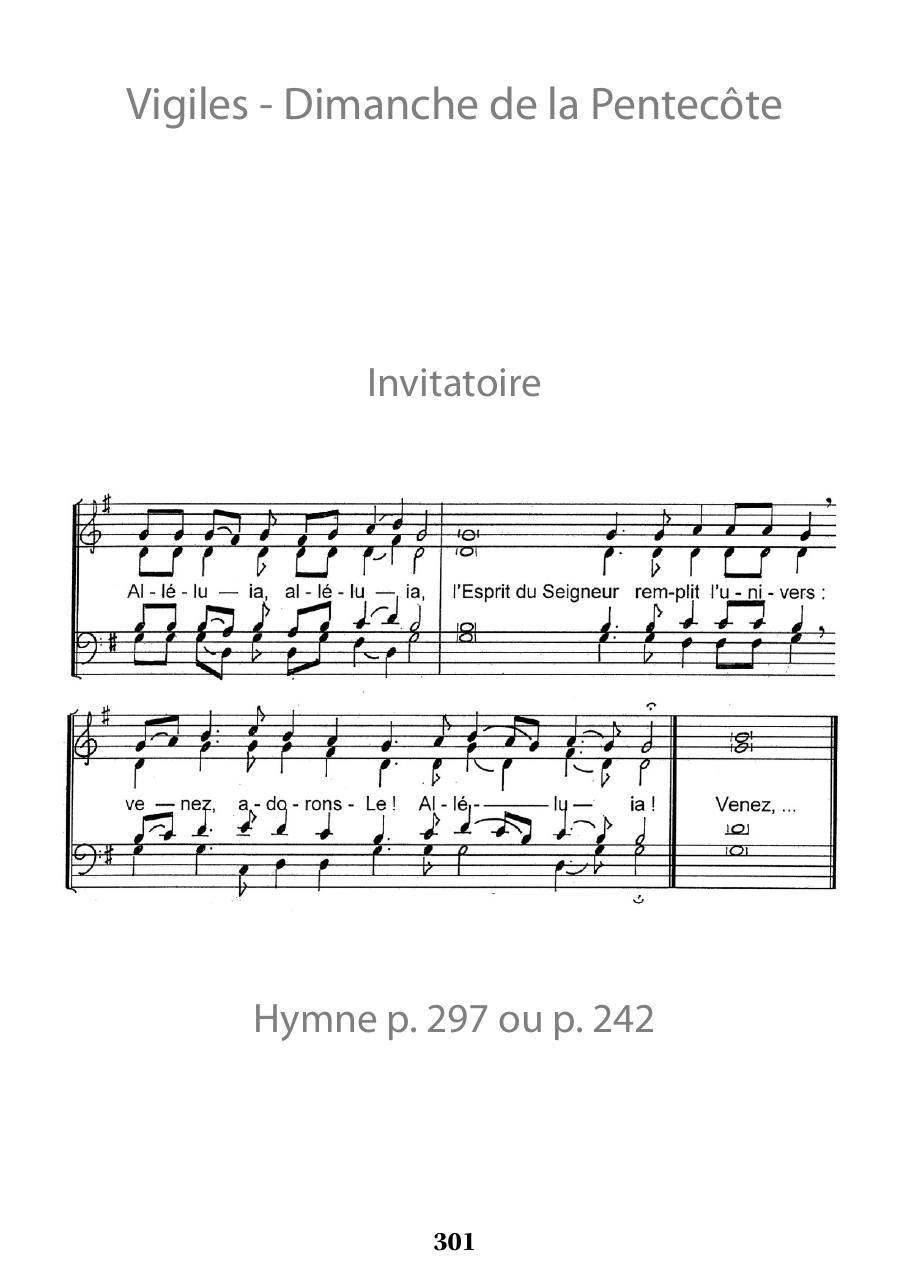 Vigiles - Dimanche de la Pentecôte
Invitatoire
Al - lé - lu — ia, al - lé - lu — ia, l'Esprit du Seigneur rem-plit l'u - ni - vers :
ve — nez, a - do - rons - Le ! Al - lé - —— lu — ia ! Venez, ...
Hymne p. 297 ou p. 242
301